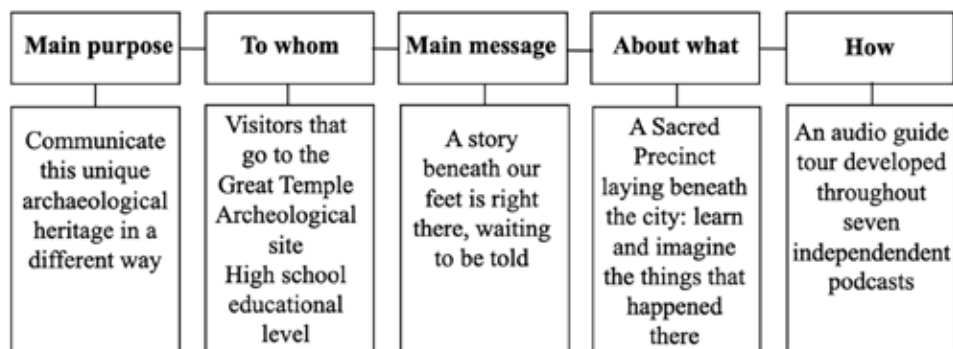 Main purpose
To whom
Main message
About what
How
Communicate
this unique
archaeological
heritage in a
different way
Visitors that
go to the
Great Temple
Archeological
site
High school
educational
level
A story
beneath our
feet is right
there, waiting
to be told
A Sacred
Precinct
laying beneath
the city: learn
and imagine
the things that
happened
there
An audio guide
tour developed
throughout
seven
independendent
podcasts